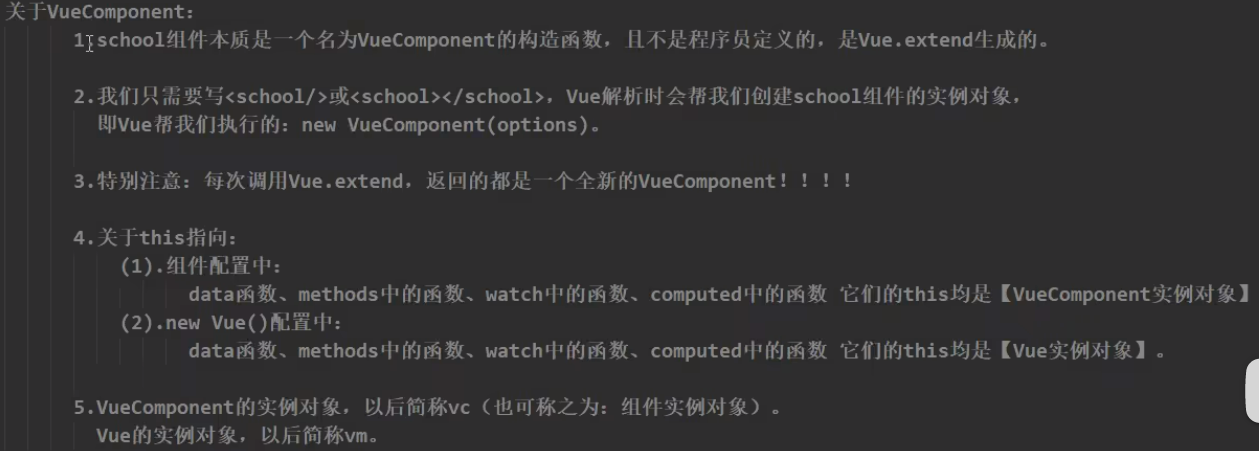 关于VueComponent：
1.school组件本质是一个名为VueComponent的构造函数，且不是程序员定义的，是Vue.extend生成的。
2.我们只需要写<school/>或<school></school>，Vue解析时会帮我们创建school组件的实例对象，
即Vue帮我们执行的：new VueComponent(options)。
3.特别注意：每次调用Vue.extend，返回的都是一个全新的VueComponent！！！！
4.关于this指向：
(1).组件配置中：
data函数、methods中的函数、watch中的函数、computed中的函数 它们的this均是【VueComponent实例对象】
(2).new Vue()配置中：
data函数、methods中的函数、watch中的函数、computed中的函数 它们的this均是【Vue实例对象】。
5.VueComponent的实例对象，以后简称vc（也可称之为：组件实例对象）。
Vue的实例对象，以后简称vm。